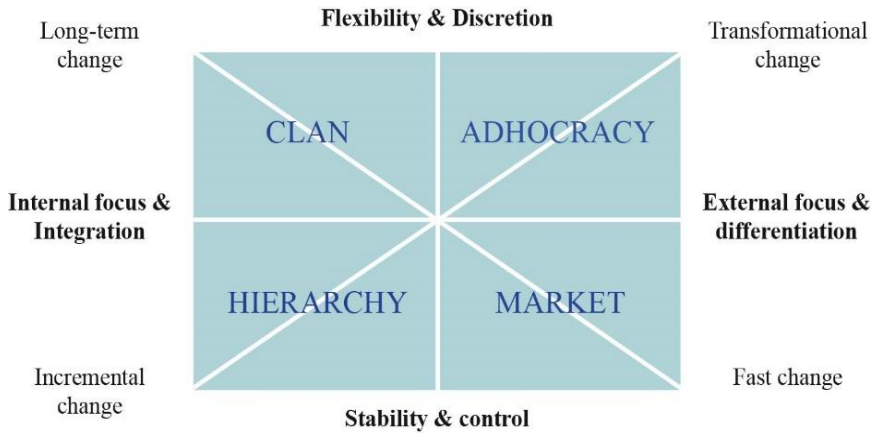 Flexibility & Discretion
Long-term
change
Transformational
change
CLAN
ADHOCRACY
Internal focus &
Integration
External focus &
differentiation
HIERARCHY
MARKET
Incremental
change
Fast change
Stability & control